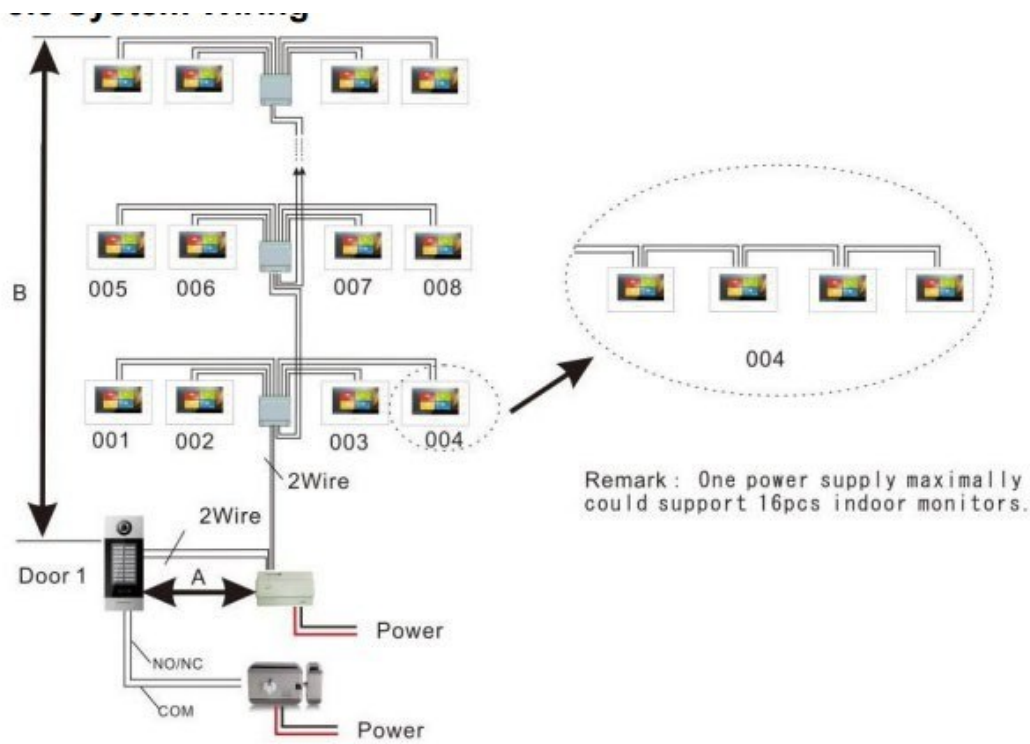 System Wiring
B
005
006
007
008
001
002
003
004
004
2Wire
Remark : One power supply maximally
could support 16pcs indoor monitors.
2Wire
Door 1
A
Power
NO/NC
COM
Power